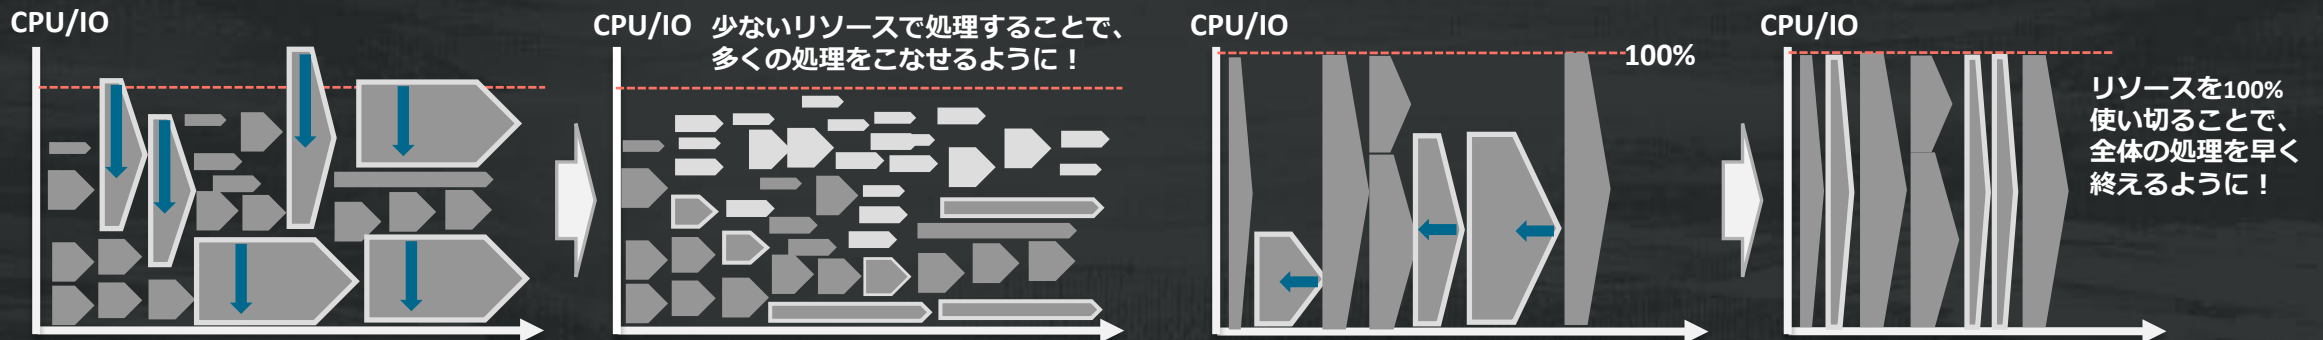 CPU/IO
CPU/IO
少ないリソースで処理することで、
多くの処理をこなせるように！
CPU/IO
100%
CPU/IO
リソースを100%
使い切ることで、
全体の処理を早く
終えるように！